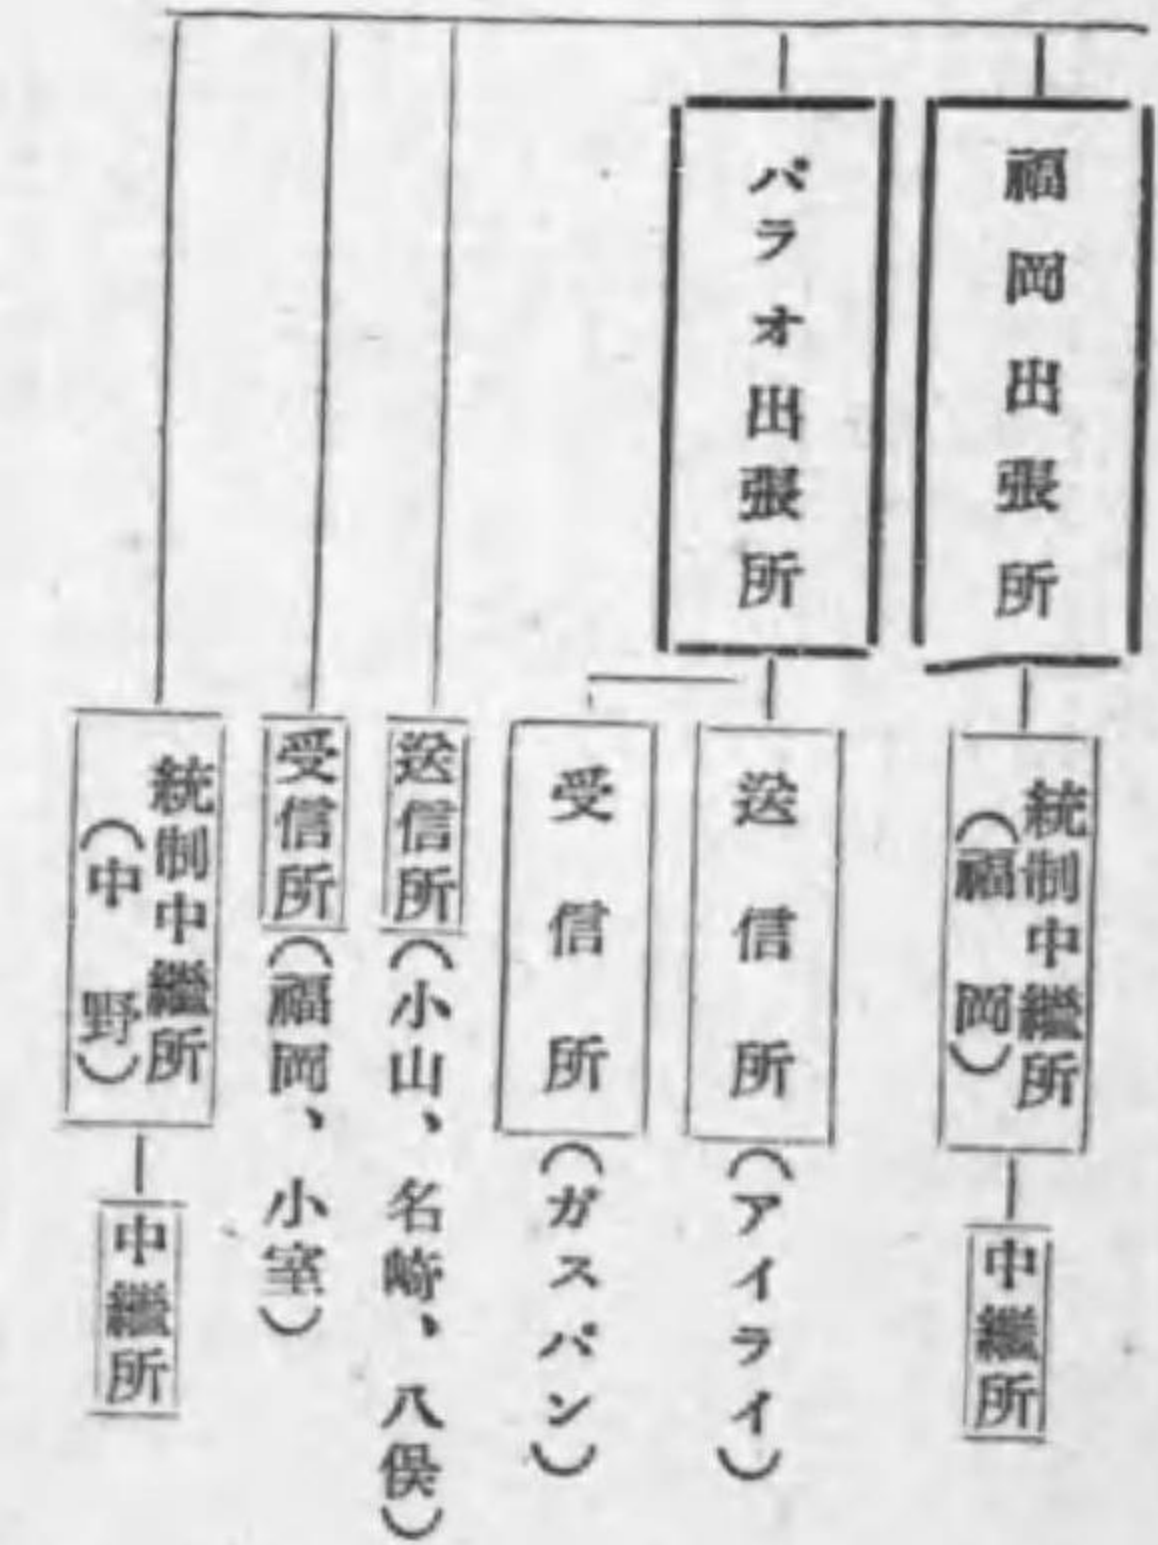 福岡出張所
統制中繼所
（福岡）
中繼所
パラオ出張所
送信所
（アイライ）
受信所
（ガスパン）
送信所
（小山、名崎、八俣）
受信所
（福岡、小室）
統制中繼所
（中野）
中繼所